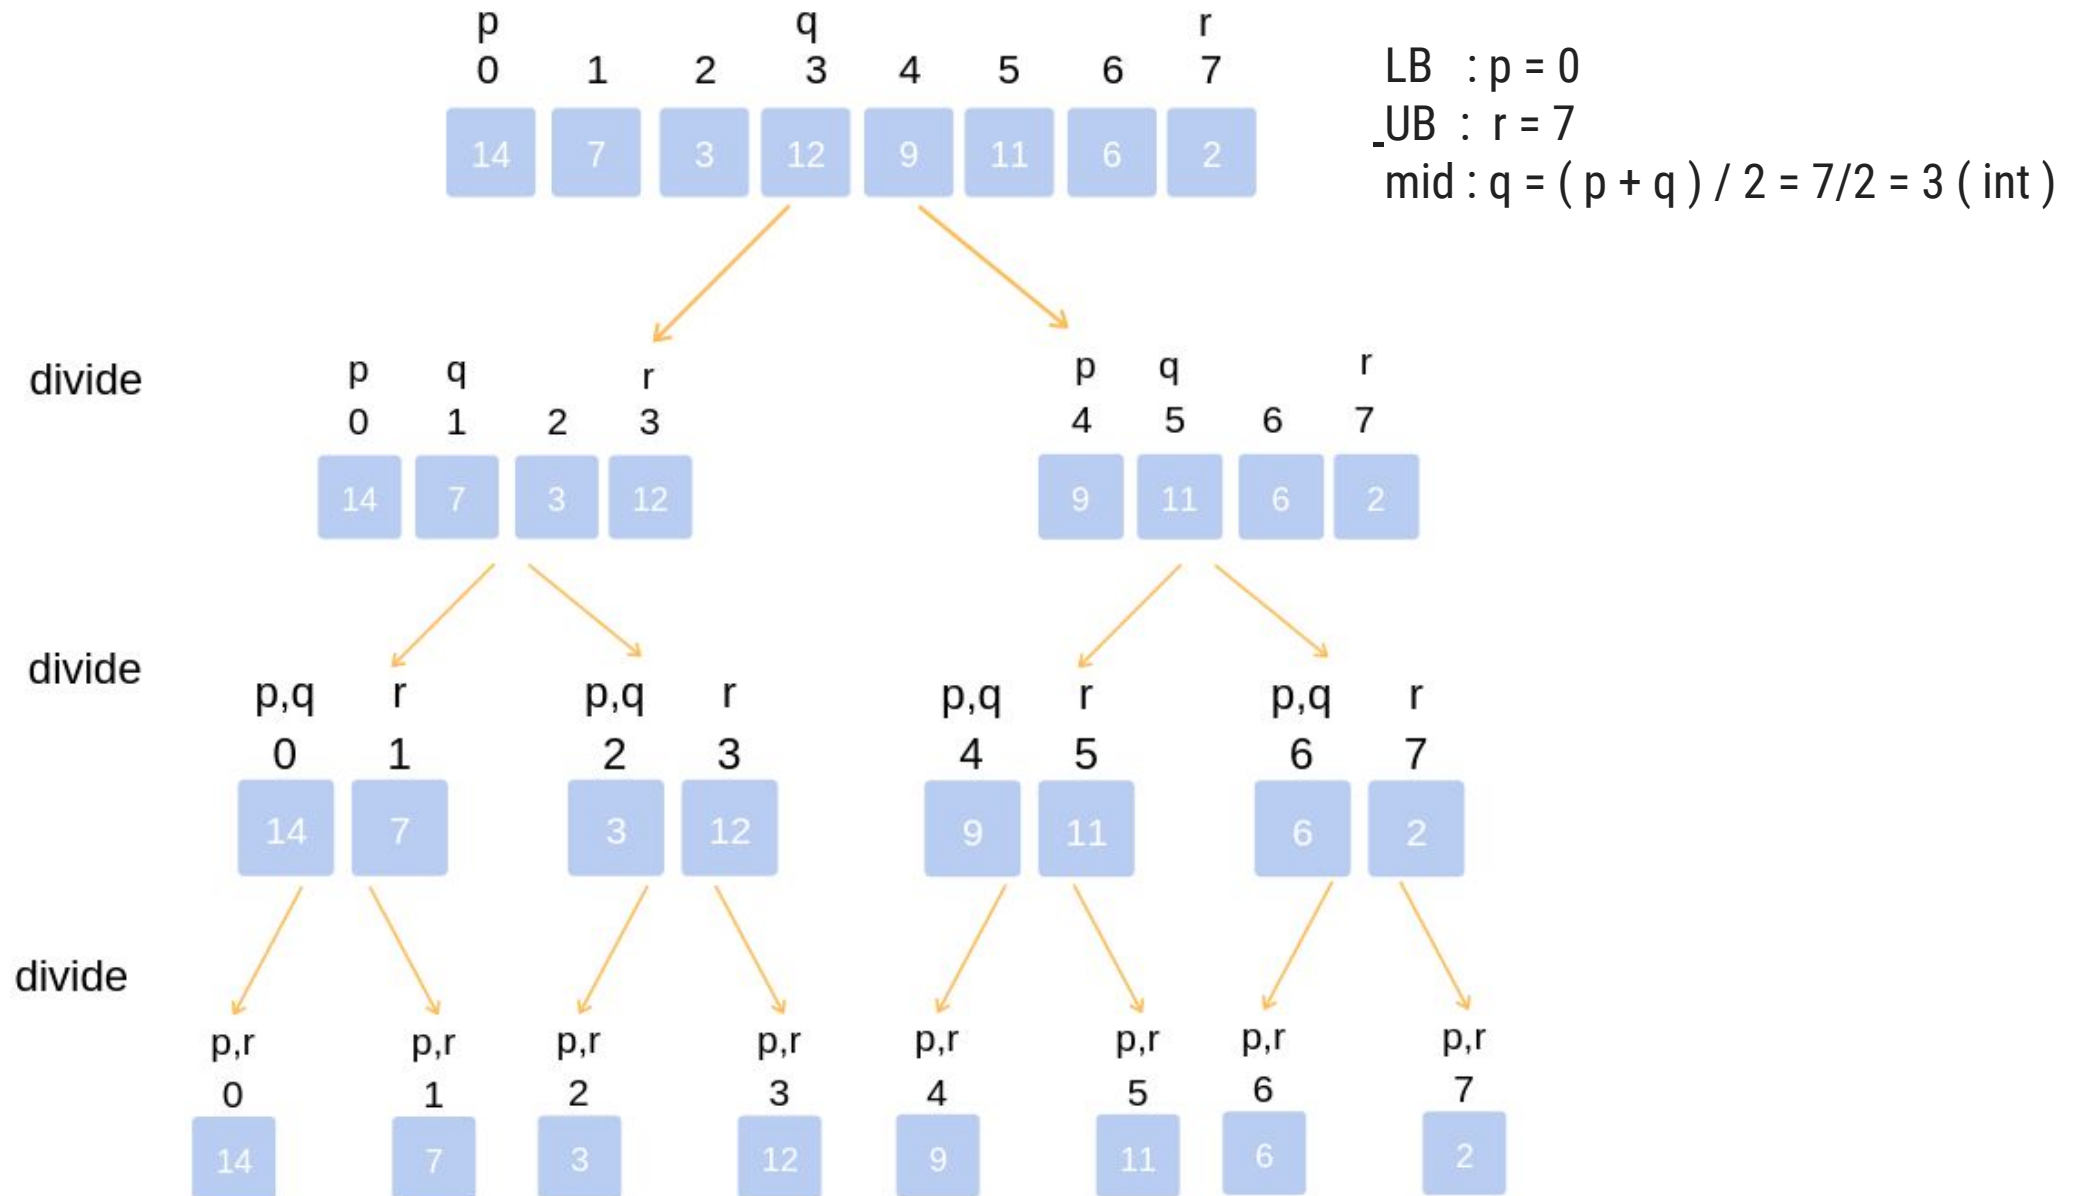 p q r
0 1 2 3 4 5 6 7
14 7 3 12 9 11 6 2
LB : p = 0
UB : r = 7
mid : q = ( p + q ) / 2 = 7/2 = 3 ( int )
divide
p q r
0 1 2 3
14 7 3 12
p q r
4 5 6 7
9 11 6 2
divide
p,q r
0 1
14 7
p,q r
2 3
3 12
p,q r
4 5
9 11
p,q r
6 7
6 2
divide
p,r p,r p,r p,r p,r p,r p,r p,r
0 1 2 3 4 5 6 7
14 7 3 12 9 11 6 2